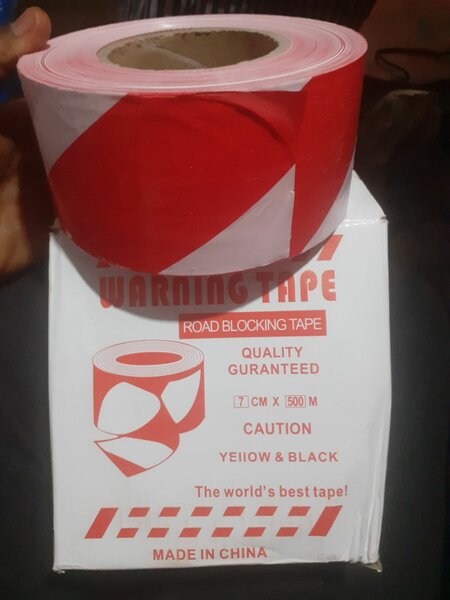 WARNING TAPE
ROAD BLOCKING TAPE
QUALITY
GURANTEED
7 CM X 500 M
CAUTION
YEIIOW & BLACK
The world's best tape!
MADE IN CHINA